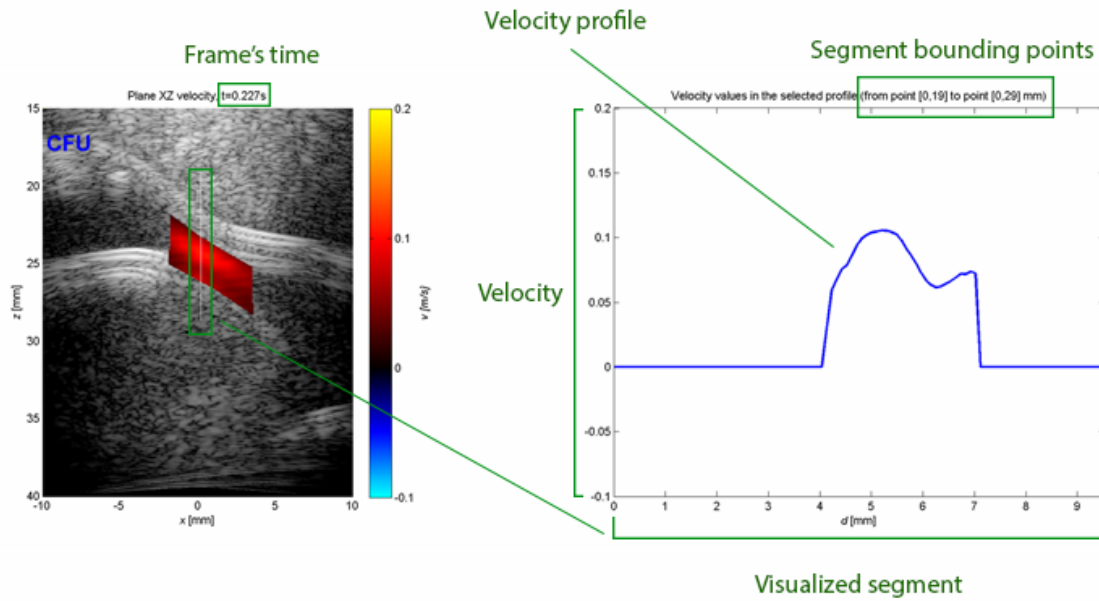 Velocity profile
Frame's time
Segment bounding points
Plane XZ velocity, t=0.227s
Velocity values in the selected profile (from point [0,19] to point [0,29] mm)
CFU
15
20
25
30
35
40
z [mm]
-10
-5
0
5
10
x [mm]
0.2
0.1
0
-0.1
v [m/s]
Velocity
0.2
0.15
0.1
0.05
0
-0.05
-0.1
0
1
2
3
4
5
6
7
8
9
d [mm]
Visualized segment